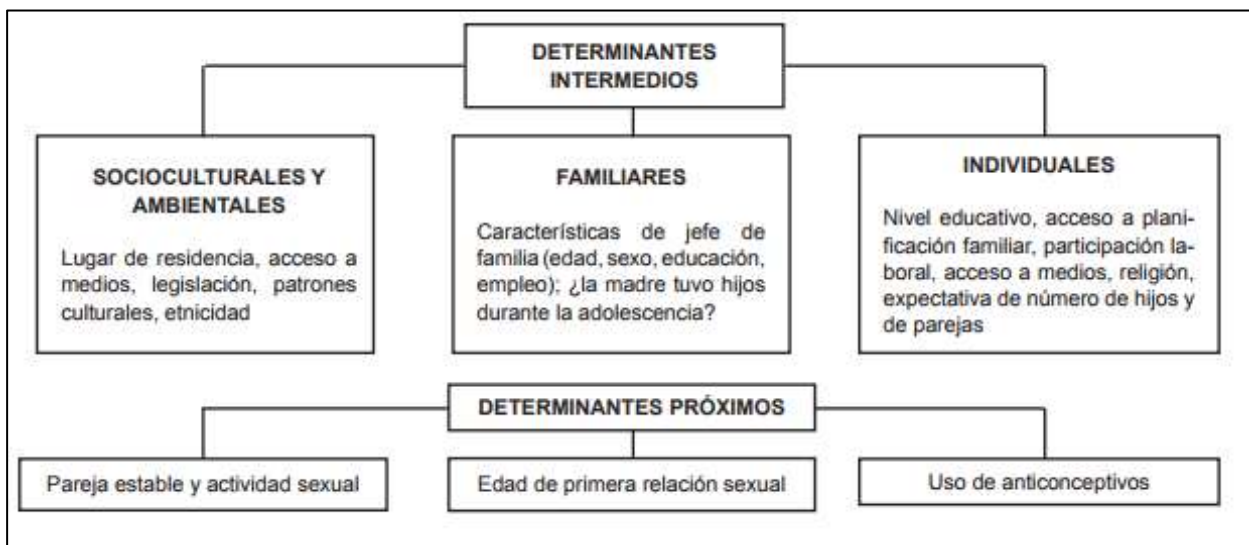 DETERMINANTES
INTERMEDIOS
SOCIOCULTURALES Y
AMBIENTALES
Lugar de residencia, acceso a
medios, legislación, patrones
culturales, etnicidad
FAMILIARES
Características de jefe de
familia (edad, sexo, educación,
empleo); ¿la madre tuvo hijos
durante la adolescencia?
INDIVIDUALES
Nivel educativo, acceso a plani-
ficación familiar, participación la-
boral, acceso a medios, religión,
expectativa de número de hijos y
de parejas
DETERMINANTES PRÓXIMOS
Pareja estable y actividad sexual
Edad de primera relación sexual
Uso de anticonceptivos